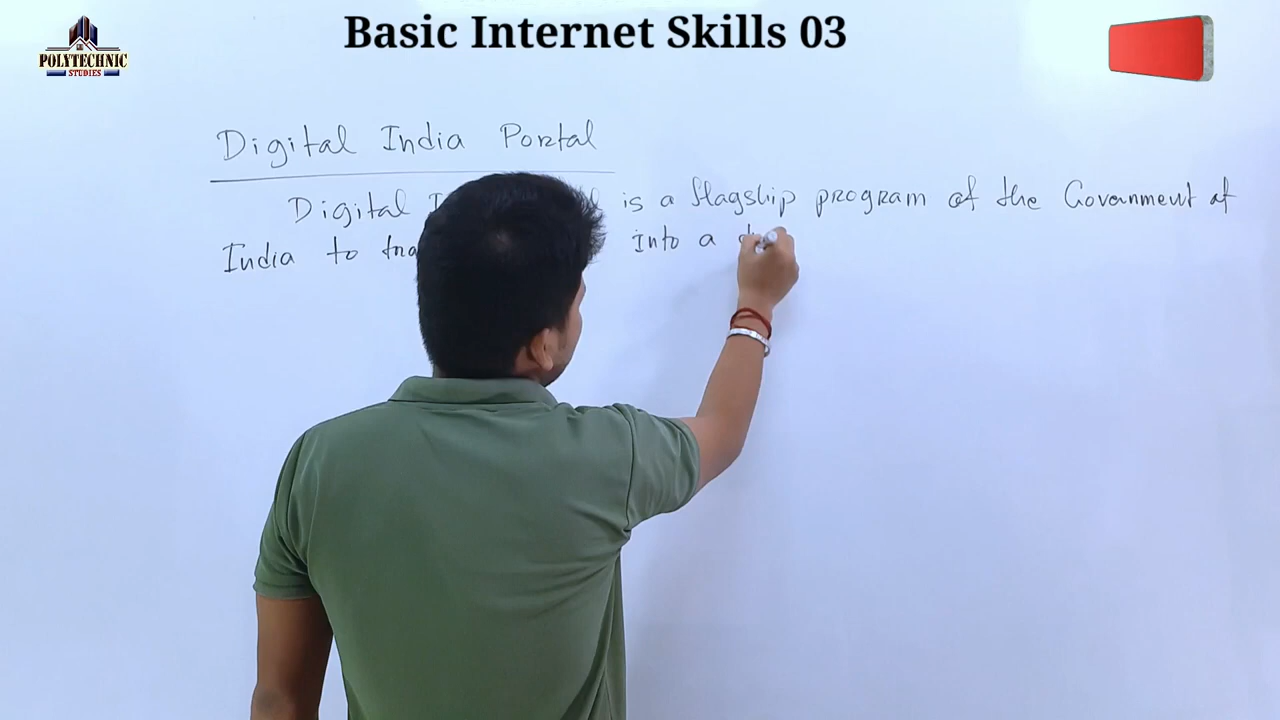 Basic Internet Skills 03
POLYTECHNIC
STUDIES
Digital India Portal
Digital is a flagship program of the Government of
India to into a